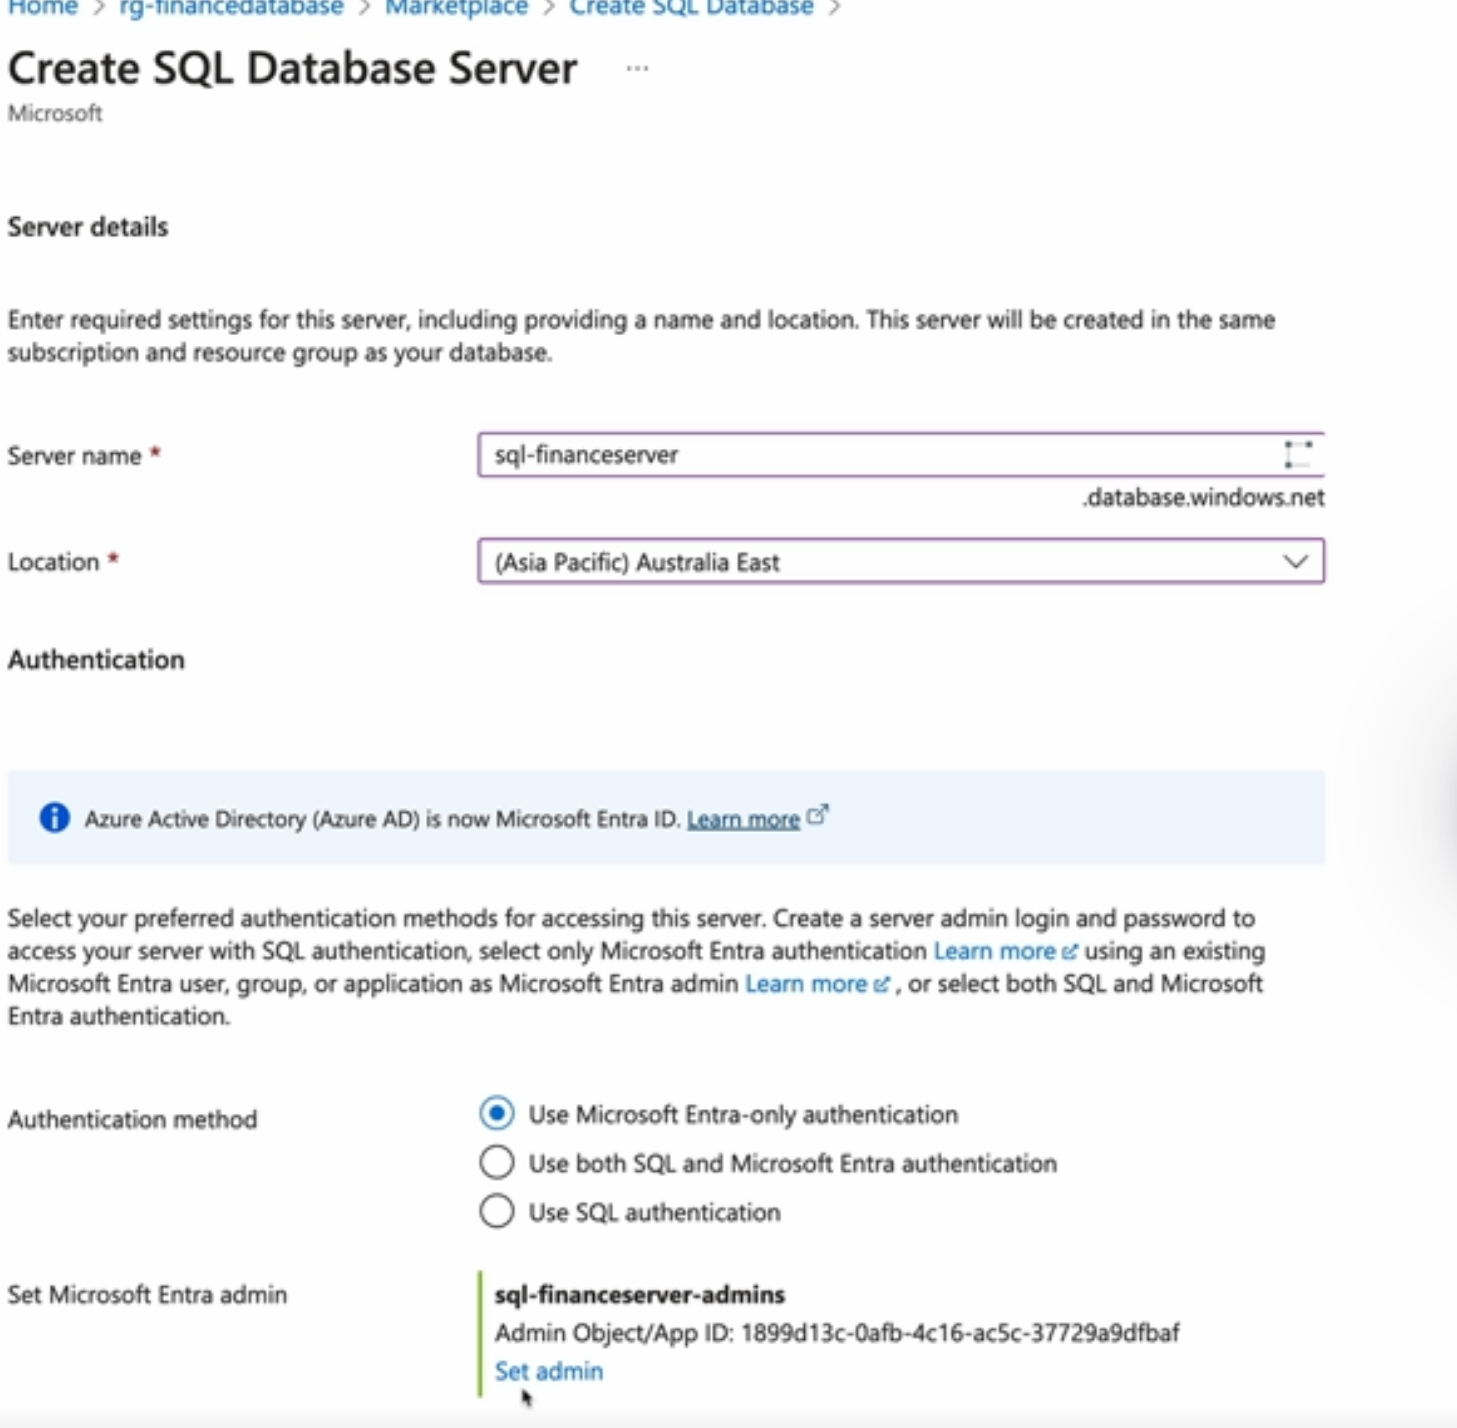 Home > rg-financedatabase > Marketplace > Create SQL Database >
Create SQL Database Server ...
Microsoft
Server details
Enter required settings for this server, including providing a name and location. This server will be created in the same
subscription and resource group as your database.
Server name *
sql-financeserver
.database.windows.net
Location *
(Asia Pacific) Australia East
Authentication
Azure Active Directory (Azure AD) is now Microsoft Entra ID. Learn more
Select your preferred authentication methods for accessing this server. Create a server admin login and password to
access your server with SQL authentication, select only Microsoft Entra authentication Learn more using an existing
Microsoft Entra user, group, or application as Microsoft Entra admin Learn more , or select both SQL and Microsoft
Entra authentication.
Authentication method
Use Microsoft Entra-only authentication
Use both SQL and Microsoft Entra authentication
Use SQL authentication
Set Microsoft Entra admin
sql-financeserver-admins
Admin Object/App ID: 1899d13c-0afb-4c16-ac5c-37729a9dfbaf
Set admin